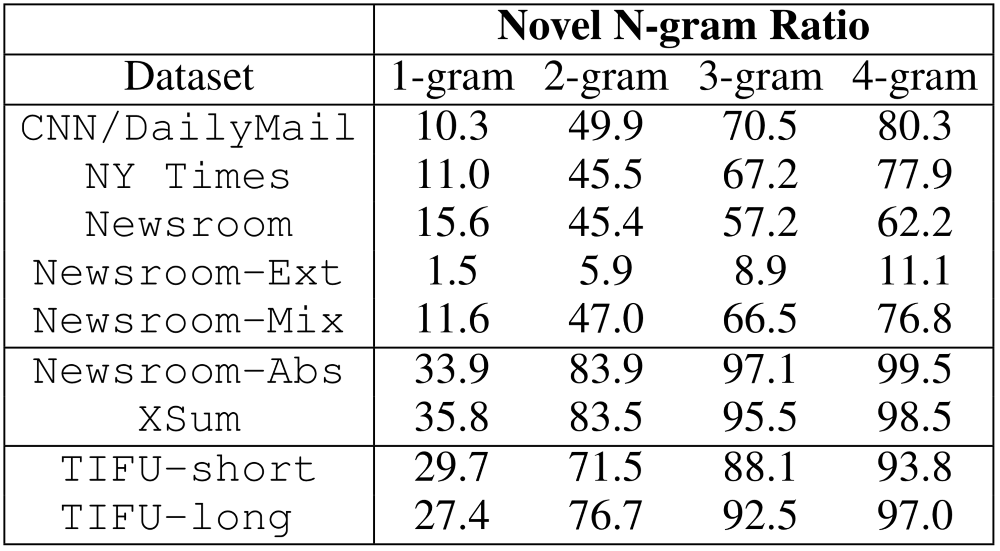 Novel N-gram Ratio
Dataset 1-gram 2-gram 3-gram 4-gram
CNN/DailyMail 10.3 49.9 70.5 80.3
NY Times 11.0 45.5 67.2 77.9
Newsroom 15.6 45.4 57.2 62.2
Newsroom-Ext 1.5 5.9 8.9 11.1
Newsroom-Mix 11.6 47.0 66.5 76.8
Newsroom-Abs 33.9 83.9 97.1 99.5
XSum 35.8 83.5 95.5 98.5
TIFU-short 29.7 71.5 88.1 93.8
TIFU-long 27.4 76.7 92.5 97.0